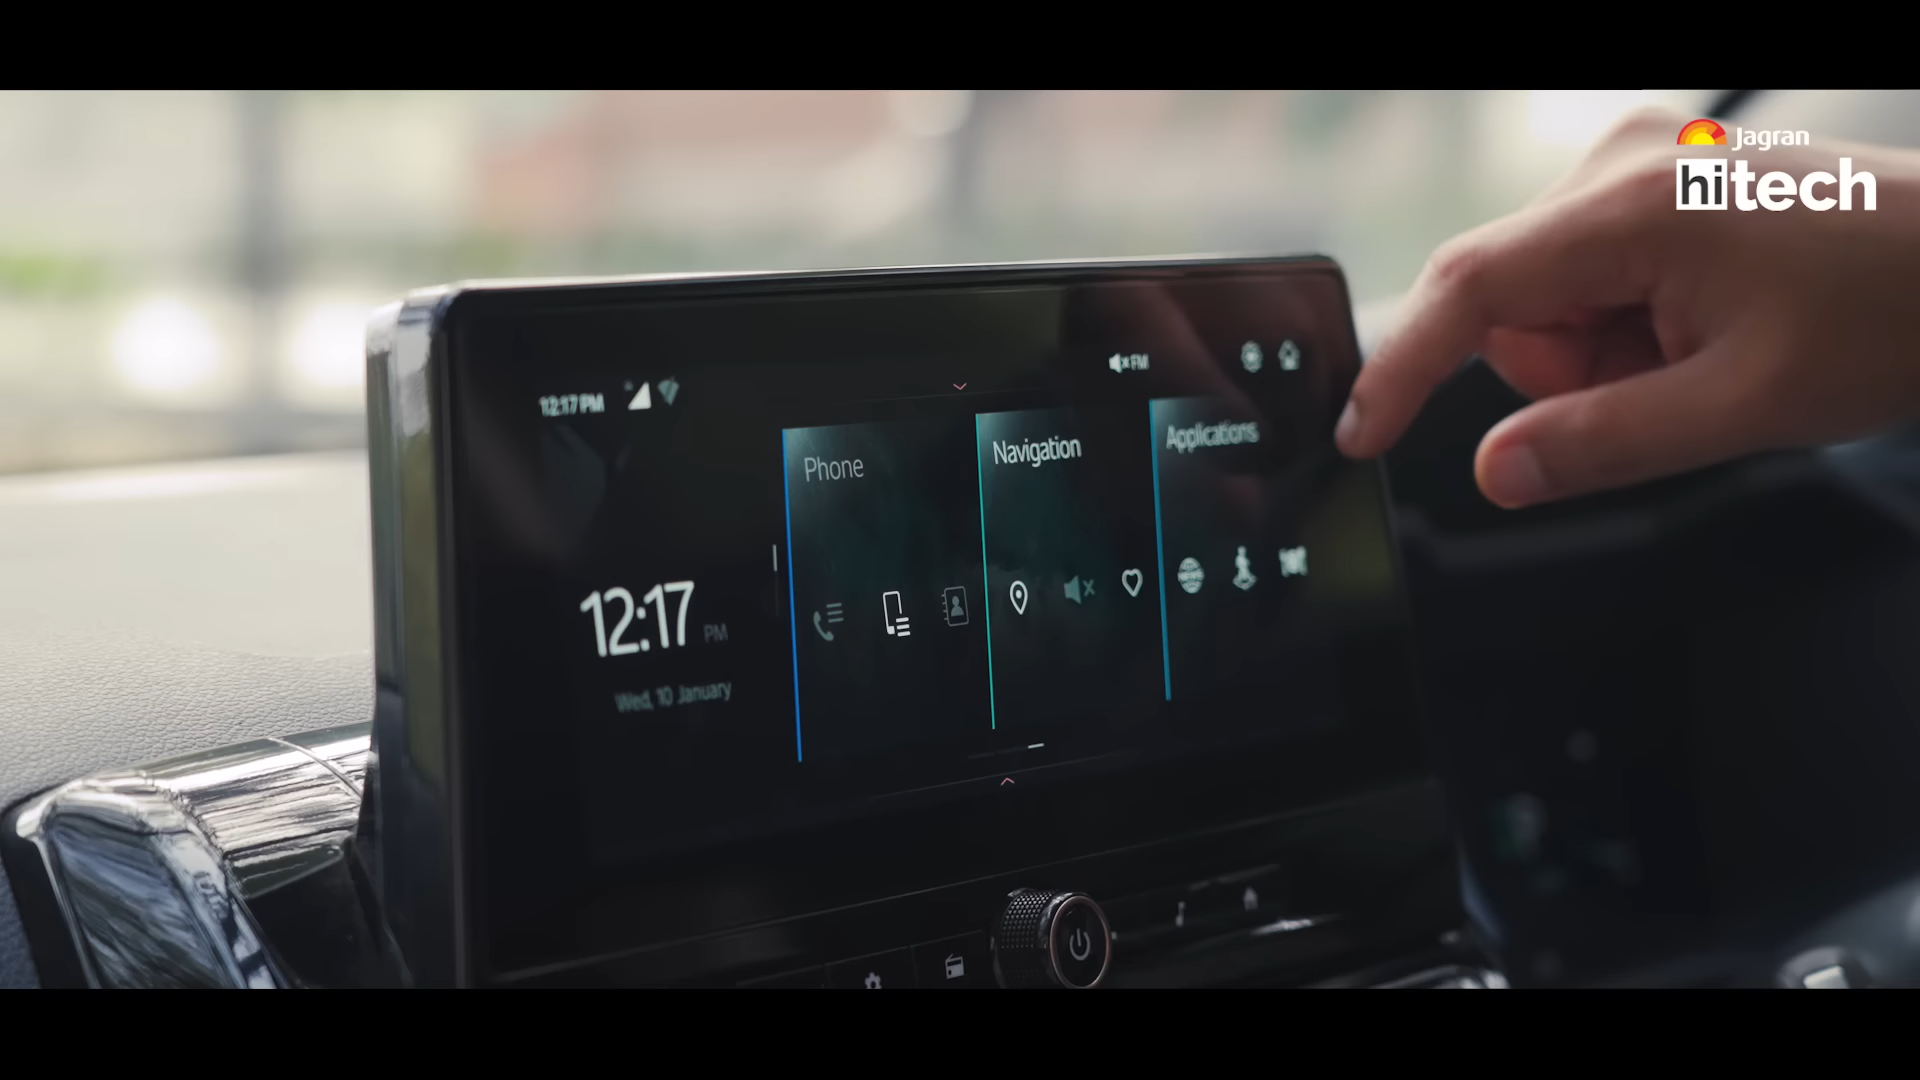 Jagran
hitech
12:17 PM
FM
Phone
Navigation
Applications
12:17 PM
Wed, 10 January